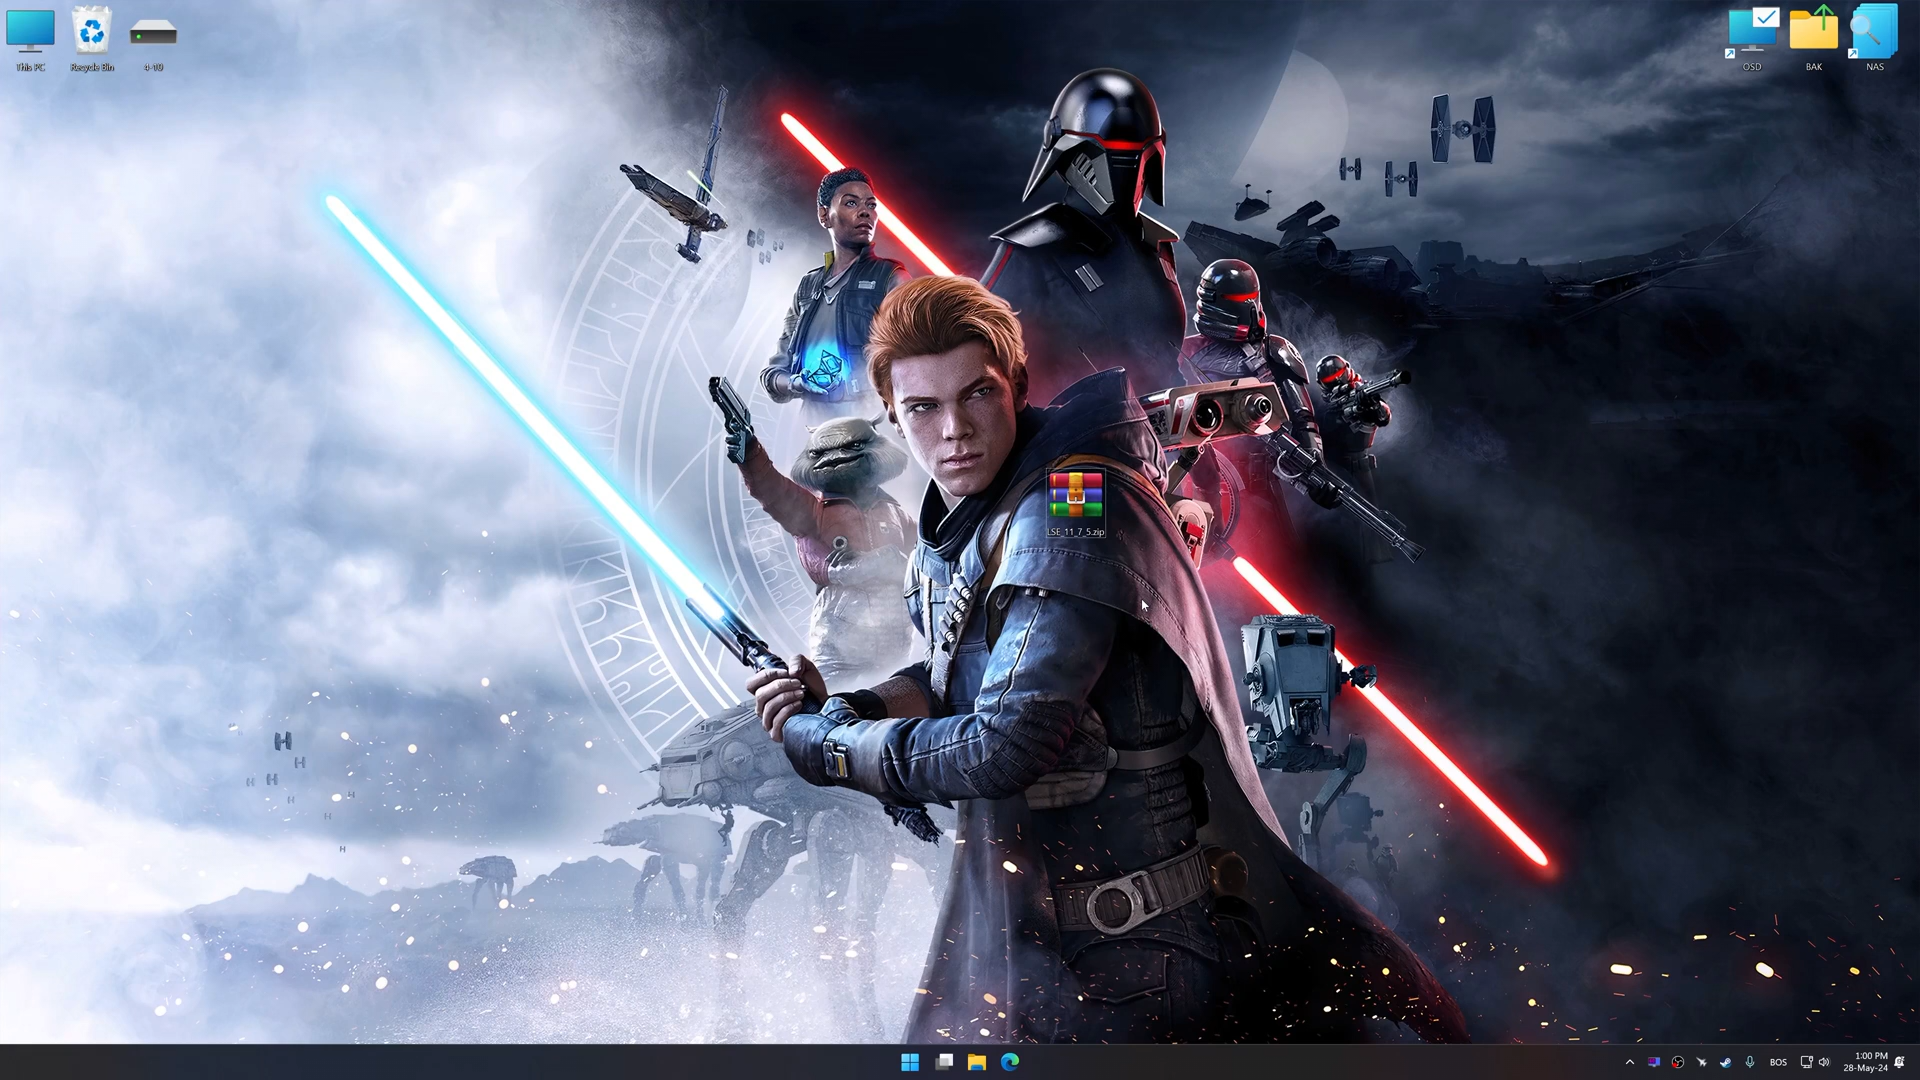 This PC
Recycle Bin
4-10
OSD
BAK
NAS
LSE_11_7_5.zip
BOS
1:00 PM
28-May-24